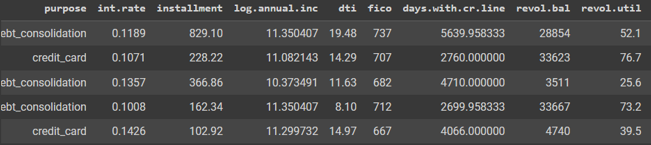 purpose int.rate installment log.annual.inc dti fico days.with.cr.line revol.bal revol.util
ebt_consolidation 0.1189 829.10 11.350407 19.48 737 5639.958333 28854 52.1
credit_card 0.1071 228.22 11.082143 14.29 707 2760.000000 33623 76.7
ebt_consolidation 0.1357 366.86 10.373491 11.63 682 4710.000000 3511 25.6
ebt_consolidation 0.1008 162.34 11.350407 8.10 712 2699.958333 33667 73.2
credit_card 0.1426 102.92 11.299732 14.97 667 4066.000000 4740 39.5